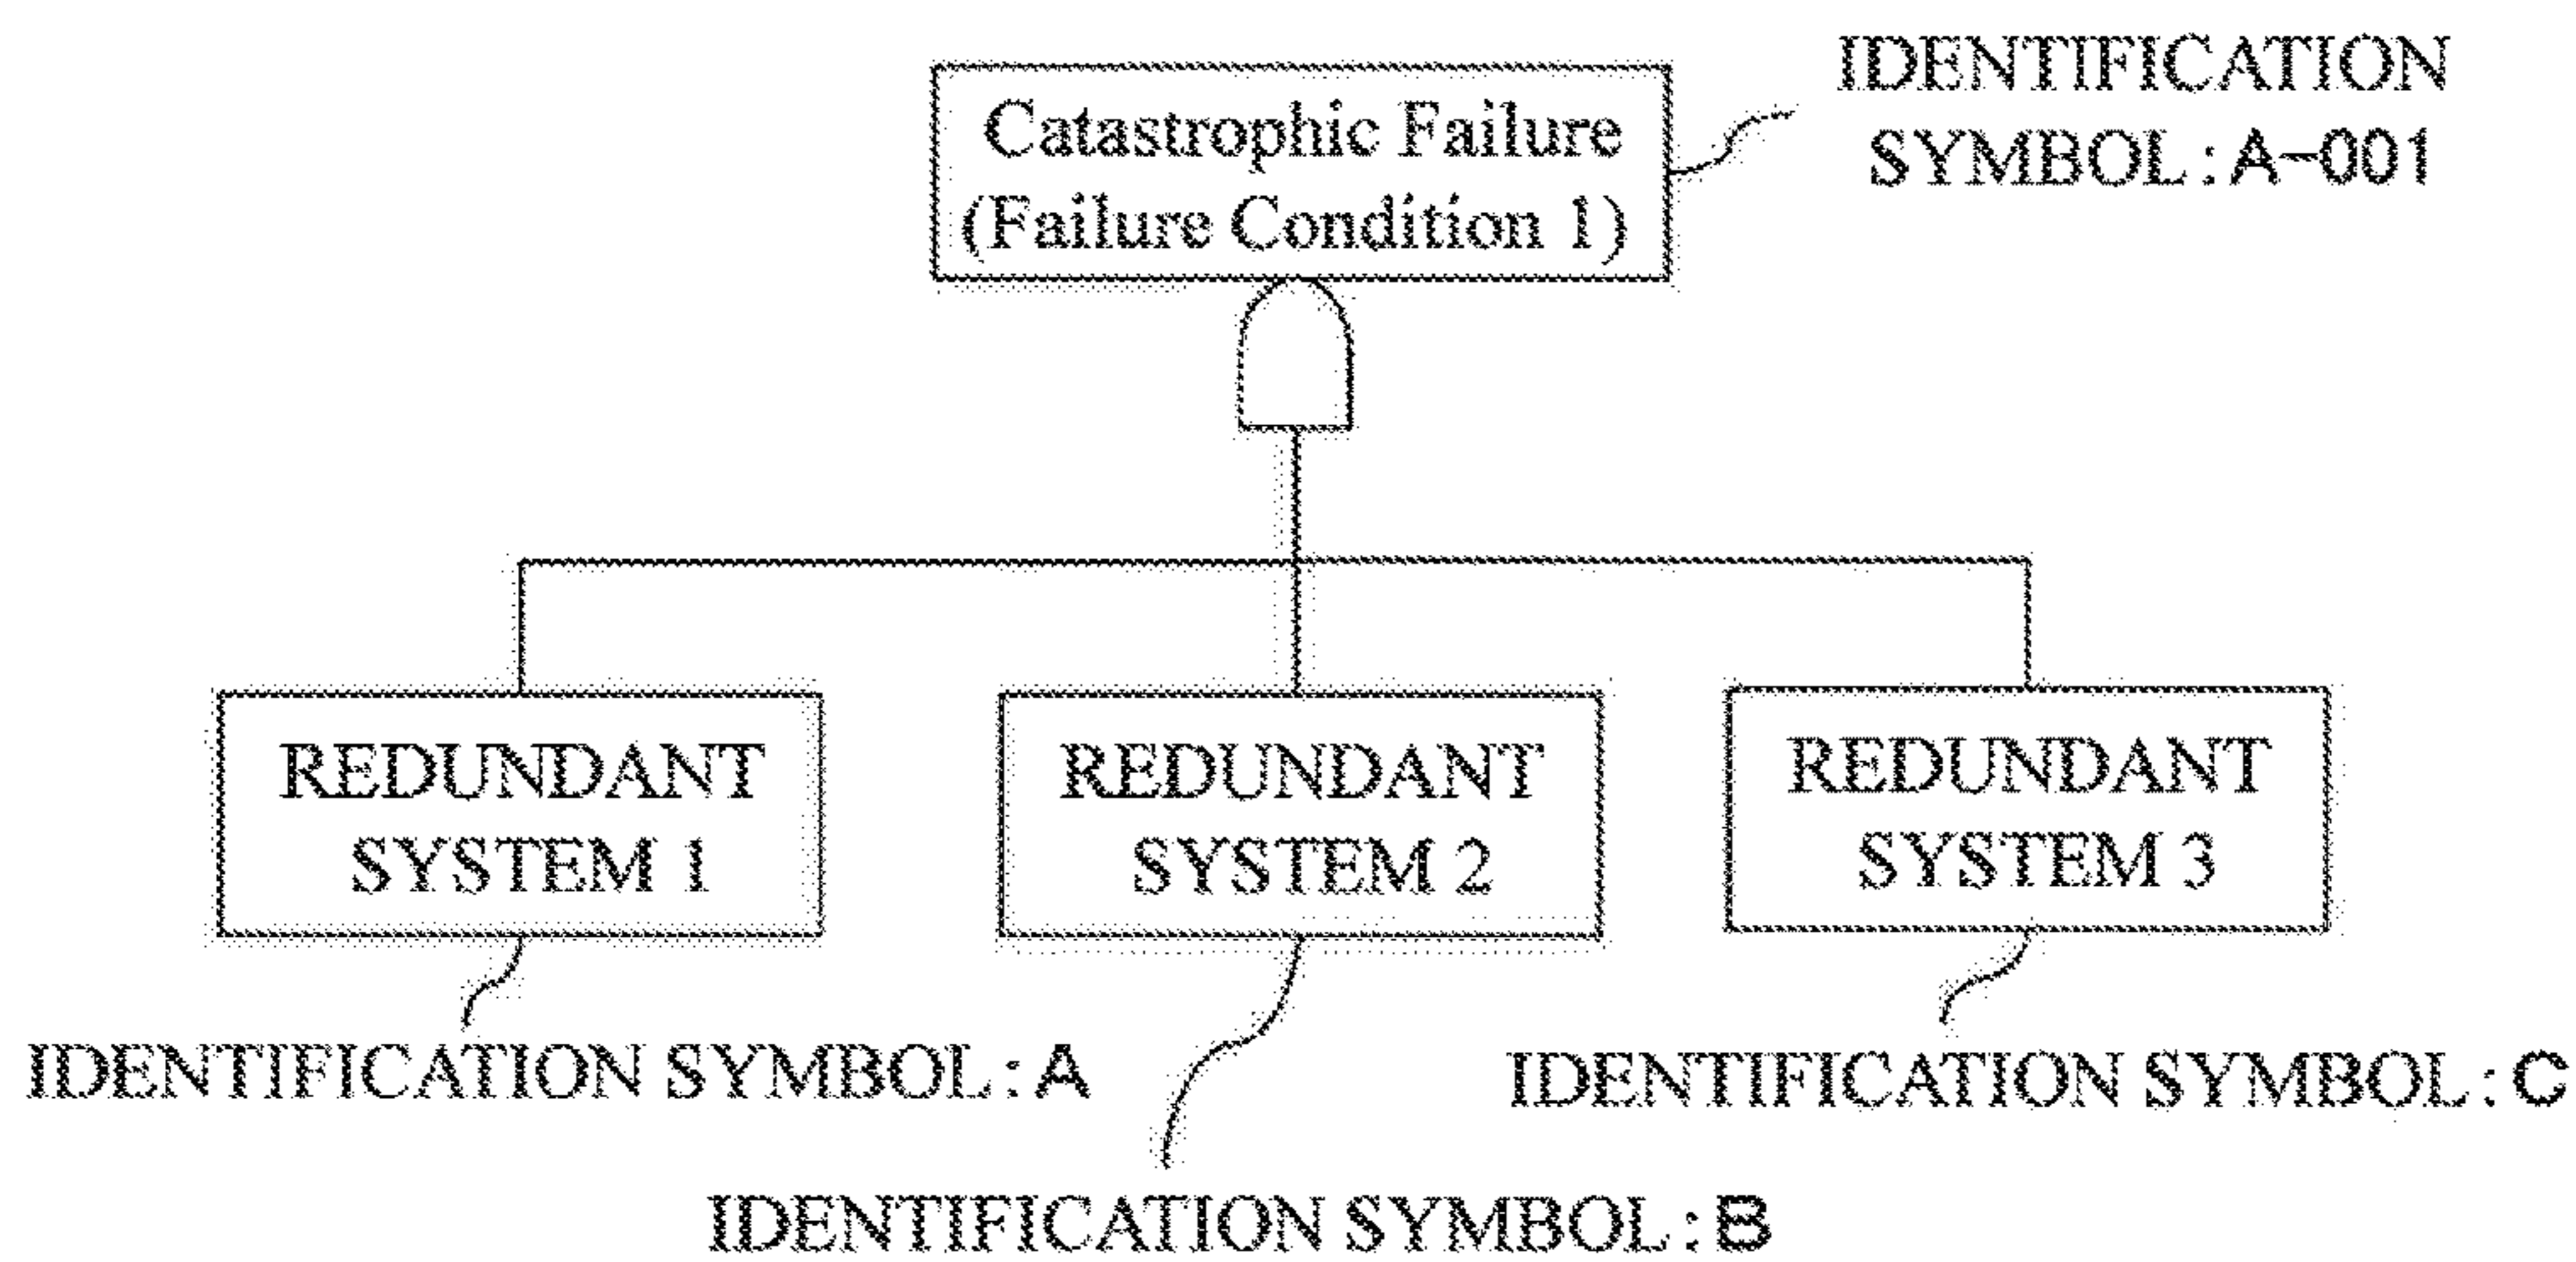 Catastrophic Failure
(Failure Condition 1)
IDENTIFICATION
SYMBOL:A-001
REDUNDANT
SYSTEM 1
REDUNDANT
SYSTEM 2
REDUNDANT
SYSTEM 3
IDENTIFICATION SYMBOL:A
IDENTIFICATION SYMBOL:B
IDENTIFICATION SYMBOL:C